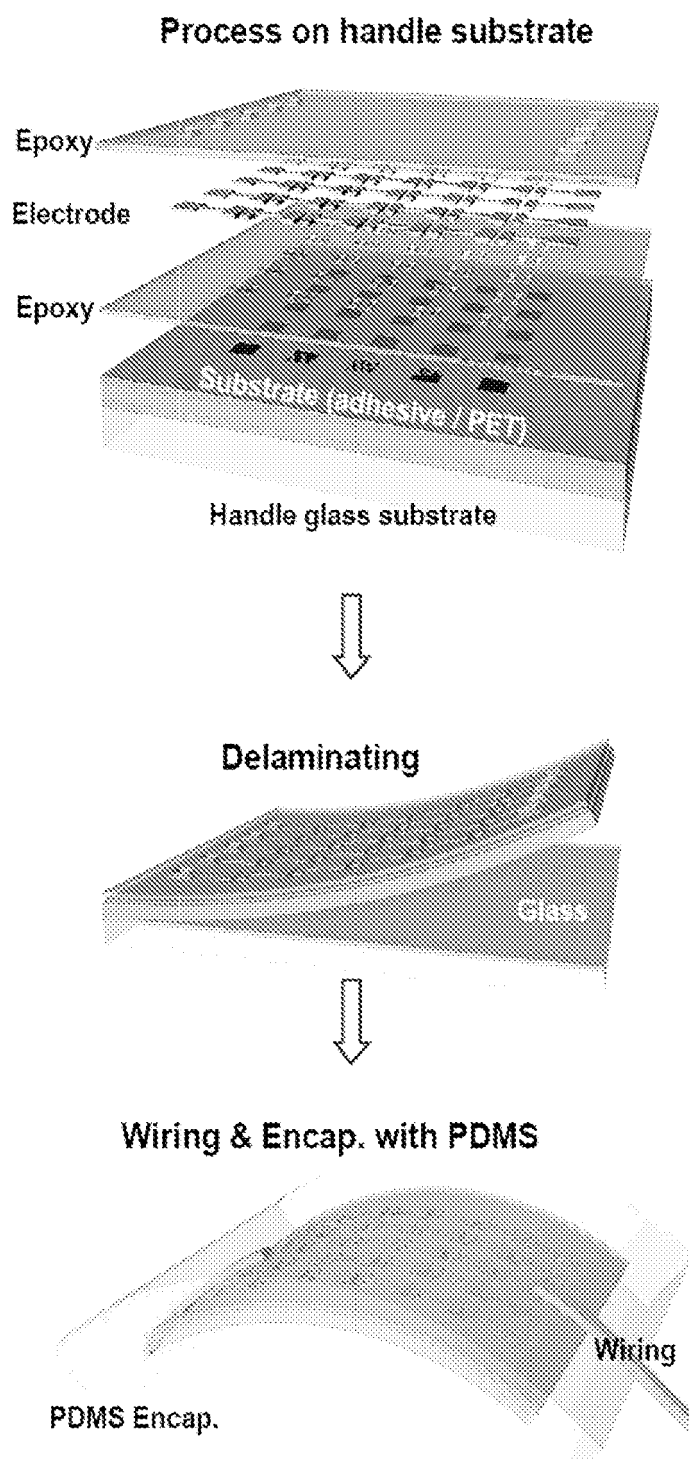 Process on handle substrate
Epoxy
Electrode
Epoxy
Substrate (adhesive / PET)
Handle glass substrate
Delaminating
Glass
Wiring & Encap. with PDMS
Wiring
PDMS Encap.